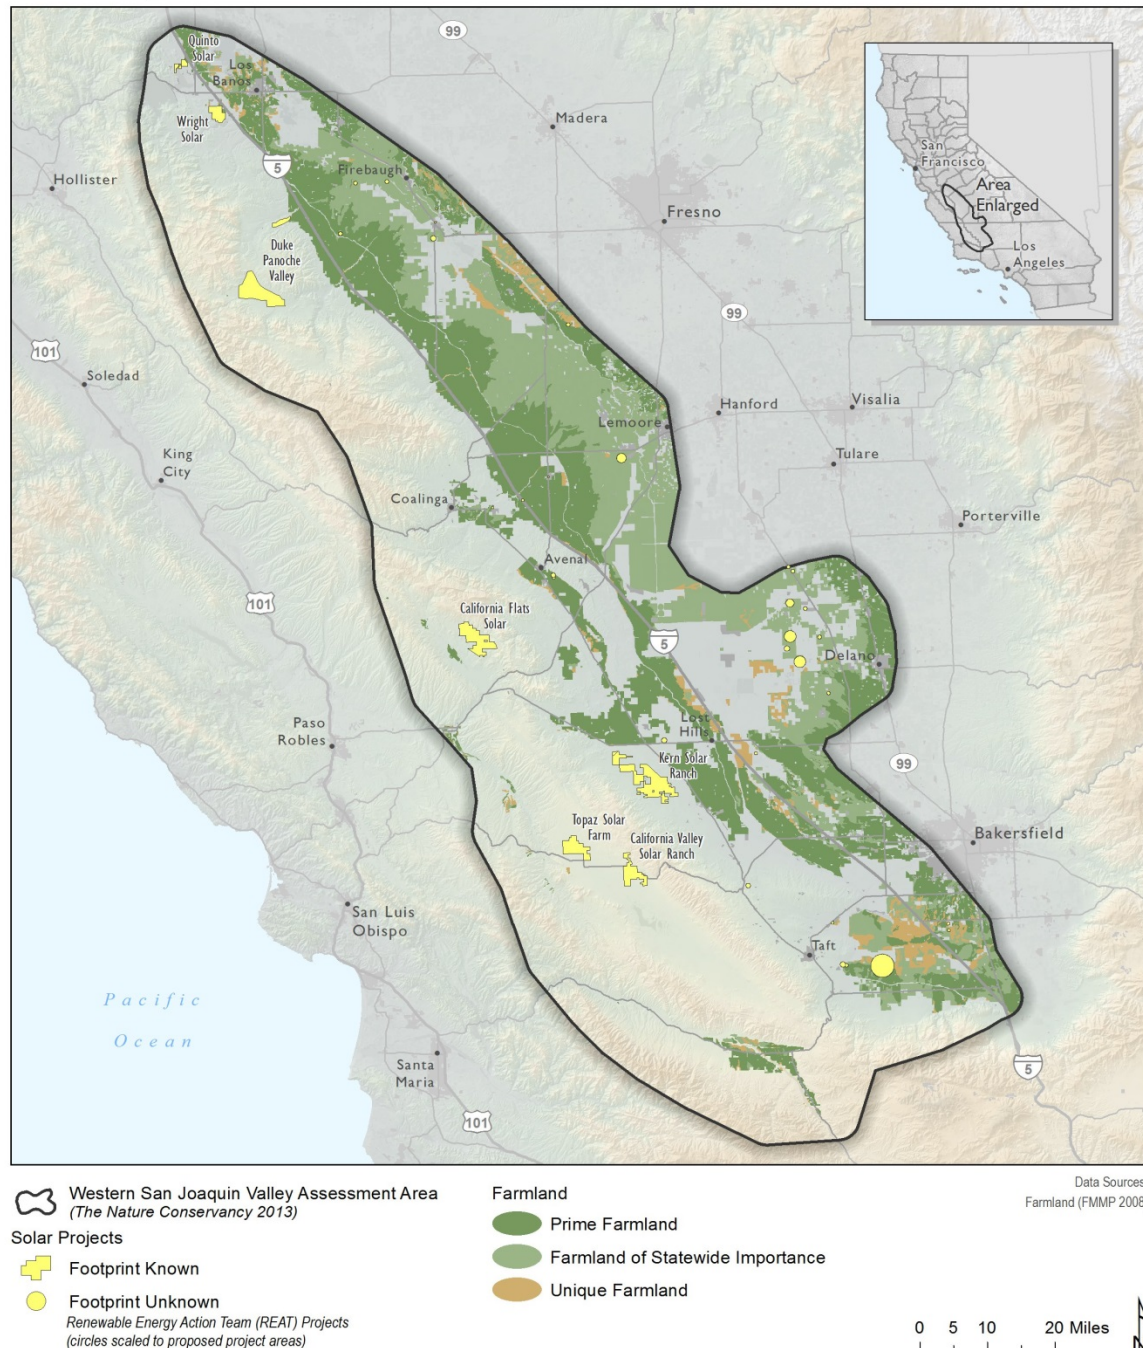 99
Quinto
Solar
Los
Banos
Wright
Solar
Madera
5
Hollister
Firebaugh
Fresno
Duke
Panoche
Valley
San
Francisco
Area
Enlarged
Los
Angeles
99
101
Soledad
Hanford
Visalia
Lemoore
Tulare
King
City
Coalinga
Porterville
Avenal
101
California Flats
Solar
5
Delano
Paso
Robles
Lost
Hills
Kern Solar
Ranch
99
Topaz Solar
Farm
California Valley
Solar Ranch
Bakersfield
San Luis
Obispo
Taft
Pacific
Ocean
Santa
Maria
5
101
Western San Joaquin Valley Assessment Area
(The Nature Conservancy 2013)
Solar Projects
Footprint Known
Footprint Unknown
Renewable Energy Action Team (REAT) Projects
(circles scaled to proposed project areas)
Farmland
Prime Farmland
Farmland of Statewide Importance
Unique Farmland
Data Sources
Farmland (FMMP 2008
0 5 10 20 Miles